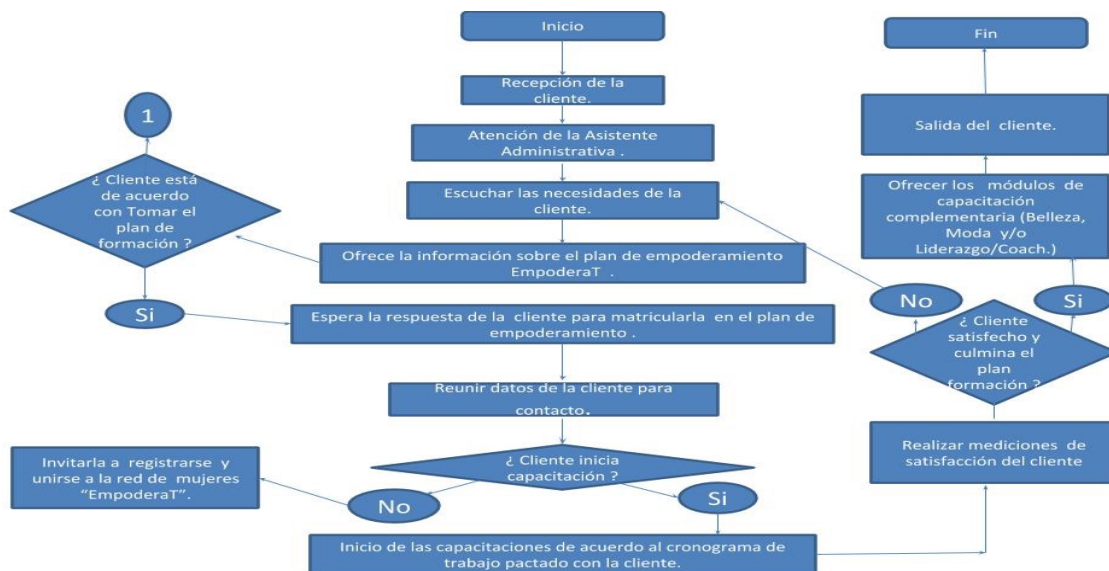 Inicio
Recepción de la
cliente.
Atención de la Asistente
Administrativa .
Escuchar las necesidades de la
cliente.
Ofrece la información sobre el plan de empoderamiento
EmpoderaT .
1
¿ Cliente está
de acuerdo
con Tomar el
plan de
formación ?
Si
Espera la respuesta de la cliente para matricularla en el plan de
empoderamiento .
Reunir datos de la cliente para
contacto.
¿ Cliente inicia
capacitación ?
No
Invitarla a registrarse y
unirse a la red de mujeres
“EmpoderaT”.
Si
Inicio de las capacitaciones de acuerdo al cronograma de
trabajo pactado con la cliente.
Realizar mediciones de
satisfacción del cliente
¿ Cliente
satisfecho y
culmina el
plan
formación ?
No
Si
Ofrecer los módulos de
capacitación
complementaria (Belleza,
Moda y/o
Liderazgo/Coach.)
Salida del cliente.
Fin